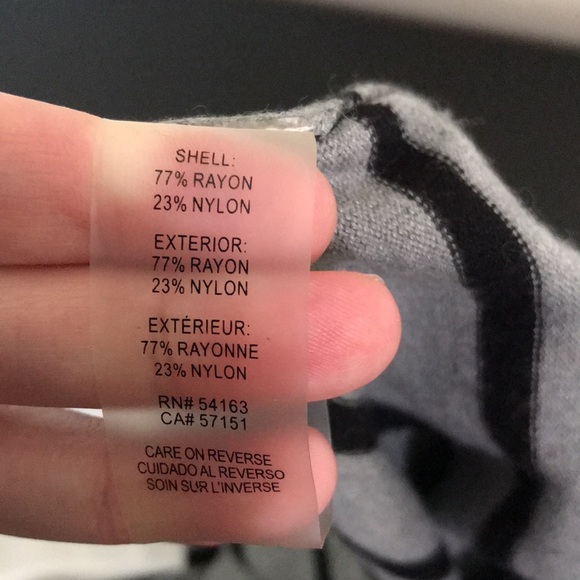 SHELL:
77% RAYON
23% NYLON
EXTERIOR:
77% RAYON
23% NYLON
EXTÉRIEUR:
77% RAYONNE
23% NYLON
RN# 54163
CA# 57151
CARE ON REVERSE
CUIDADO AL REVERSO
SOIN SUR L'INVERSE